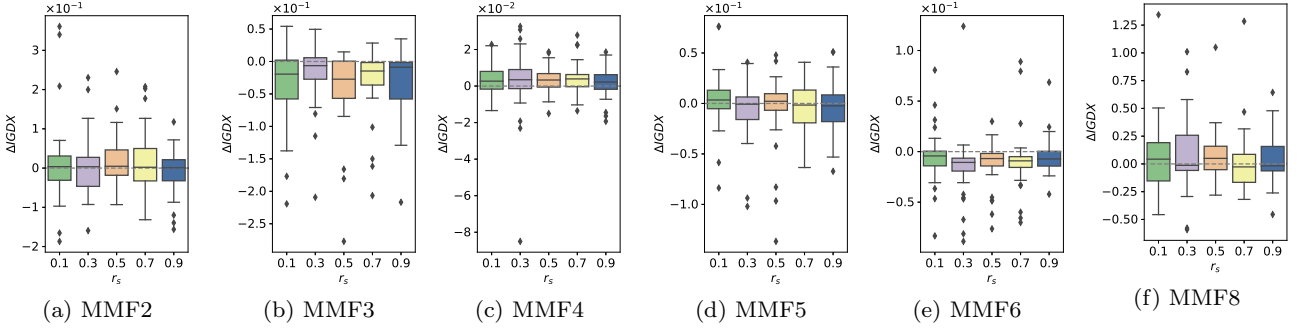 ×10⁻¹
ΔIGDX
3
2
1
0
−1
−2
0.1 0.3 0.5 0.7 0.9
r_s
(a) MMF2
×10⁻¹
ΔIGDX
0.5
−0.0
−0.5
−1.0
−1.5
−2.0
−2.5
0.1 0.3 0.5 0.7 0.9
r_s
(b) MMF3
×10⁻²
ΔIGDX
2
0
−2
−4
−6
−8
0.1 0.3 0.5 0.7 0.9
r_s
(c) MMF4
×10⁻¹
ΔIGDX
0.5
0.0
−0.5
−1.0
0.1 0.3 0.5 0.7 0.9
r_s
(d) MMF5
×10⁻¹
ΔIGDX
1.0
0.5
0.0
−0.5
0.1 0.3 0.5 0.7 0.9
r_s
(e) MMF6
ΔIGDX
1.25
1.00
0.75
0.50
0.25
0.00
−0.25
−0.50
0.1 0.3 0.5 0.7 0.9
r_s
(f) MMF8